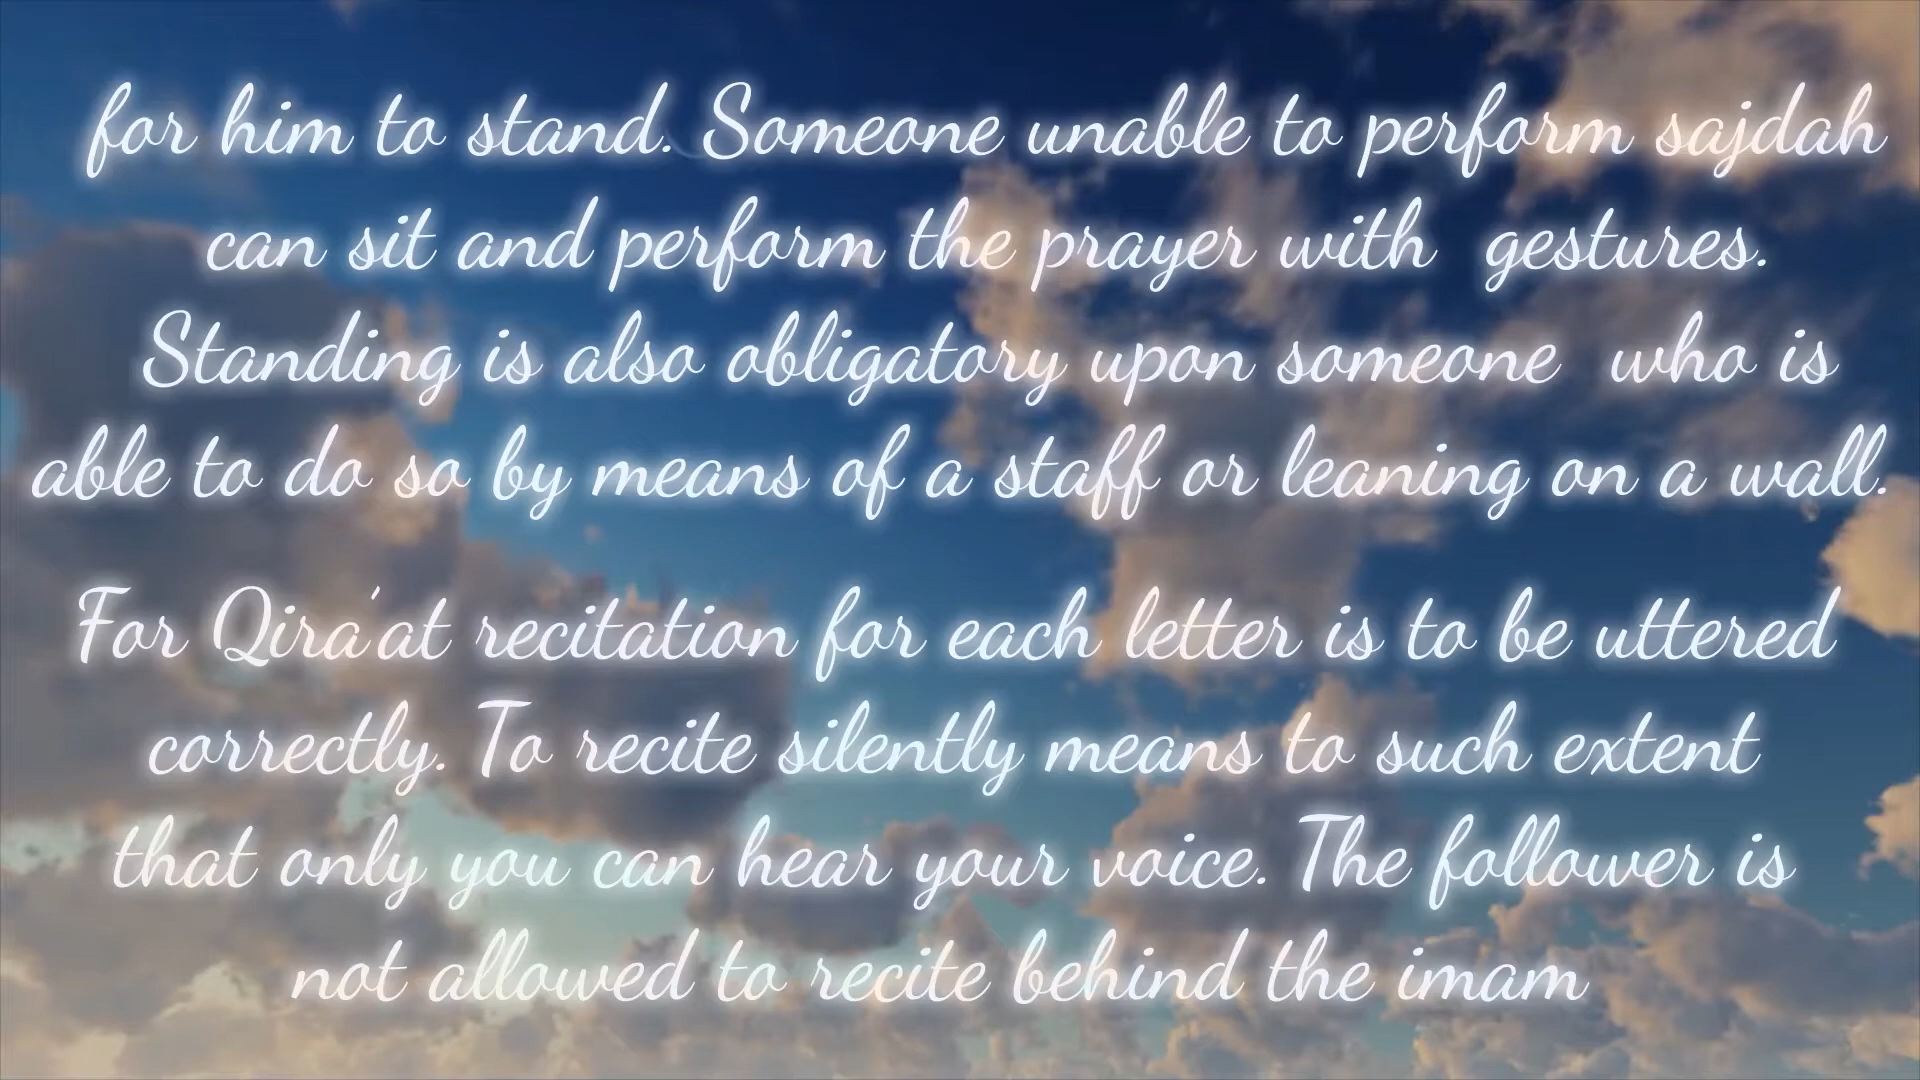 for him to stand. Someone unable to perform sajdah
can sit and perform the prayer with gestures.
Standing is also obligatory upon someone who is
able to do so by means of a staff or leaning on a wall.
For Qira'at recitation for each letter is to be uttered
correctly. To recite silently means to such extent
that only you can hear your voice. The follower is
not allowed to recite behind the imam